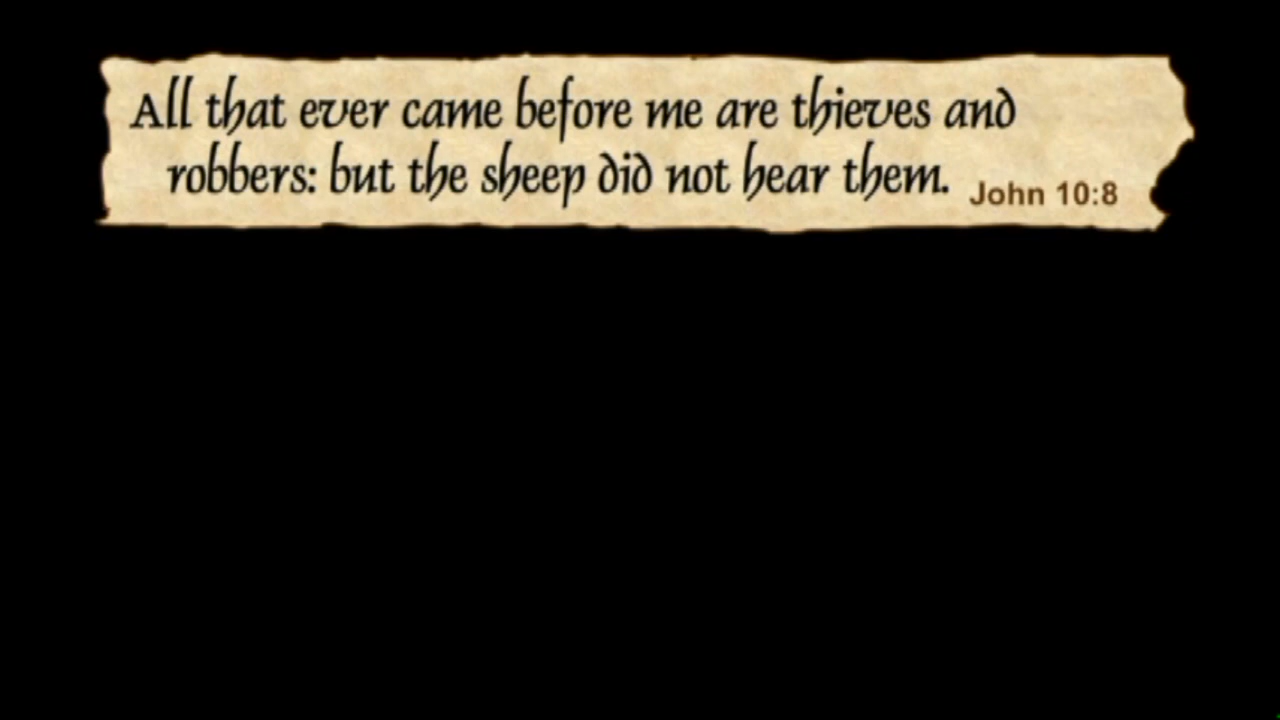 All that ever came before me are thieves and
robbers: but the sheep did not hear them.
John 10:8